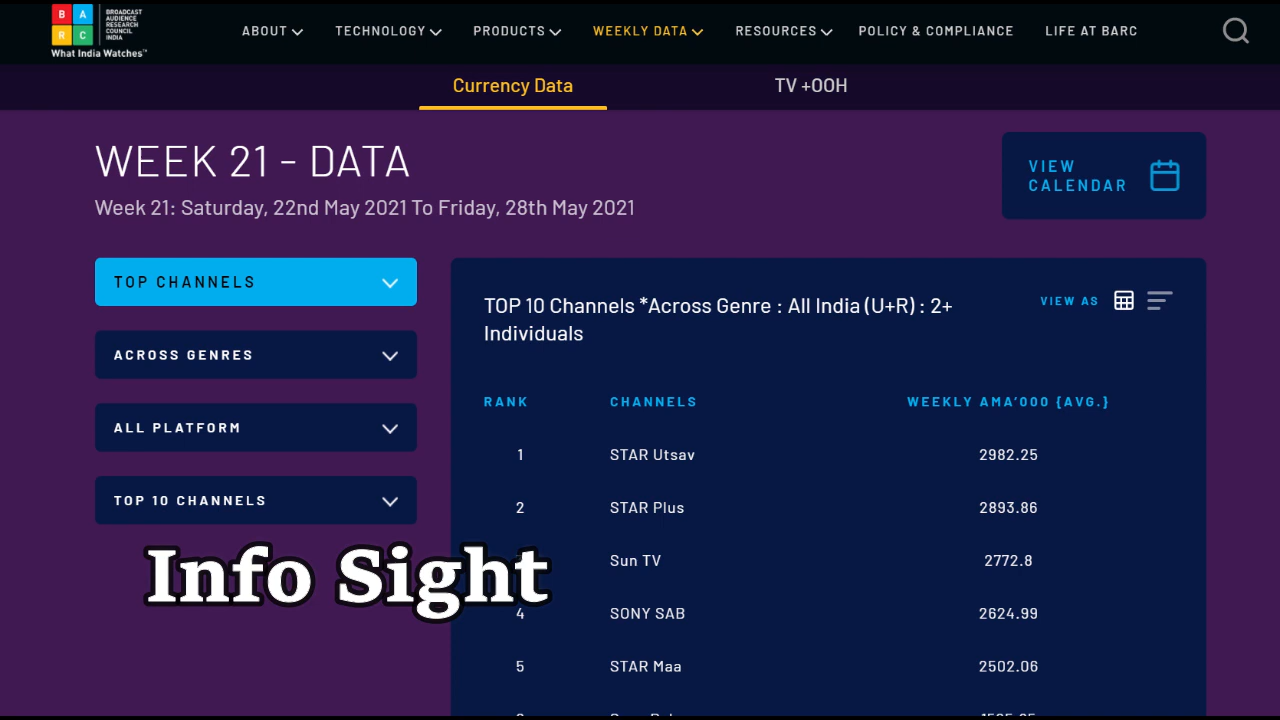 B A R C
BROADCAST
AUDIENCE
RESEARCH
COUNCIL
INDIA
What India Watches™
ABOUT
TECHNOLOGY
PRODUCTS
WEEKLY DATA
RESOURCES
POLICY & COMPLIANCE
LIFE AT BARC
Currency Data
TV +OOH
WEEK 21 - DATA
Week 21: Saturday, 22nd May 2021 To Friday, 28th May 2021
VIEW
CALENDAR
TOP CHANNELS
ACROSS GENRES
ALL PLATFORM
TOP 10 CHANNELS
TOP 10 Channels *Across Genre : All India (U+R) : 2+
Individuals
VIEW AS
RANK CHANNELS WEEKLY AMA'000 {AVG.}
1 STAR Utsav 2982.25
2 STAR Plus 2893.86
Sun TV 2772.8
4 SONY SAB 2624.99
5 STAR Maa 2502.06
Info Sight